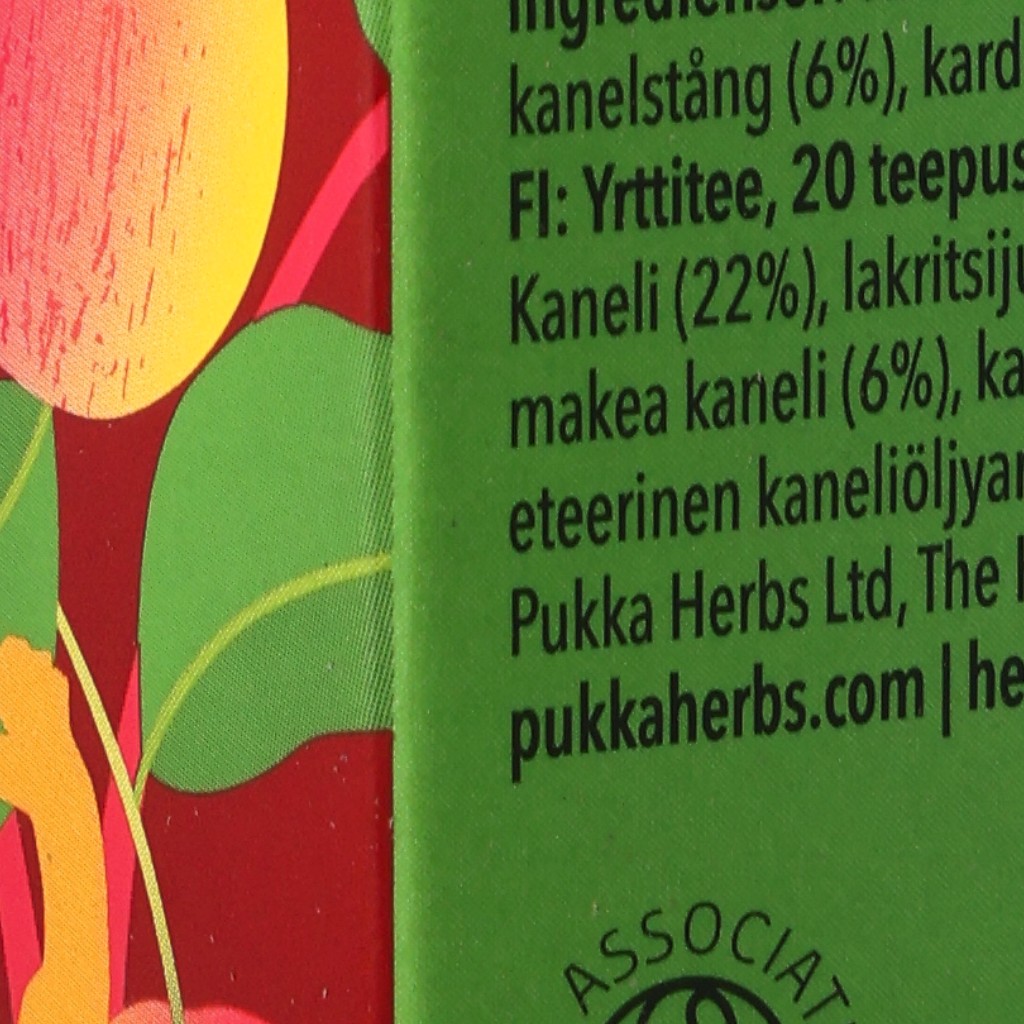 Ingredienser:
kanelstång (6%), kard
FI: Yrttitee, 20 teepus
Kaneli (22%), lakritsiju
makea kaneli (6%), ka
eteerinen kaneliöljyar
Pukka Herbs Ltd, The
pukkaherbs.com | he
ASSOCIAT